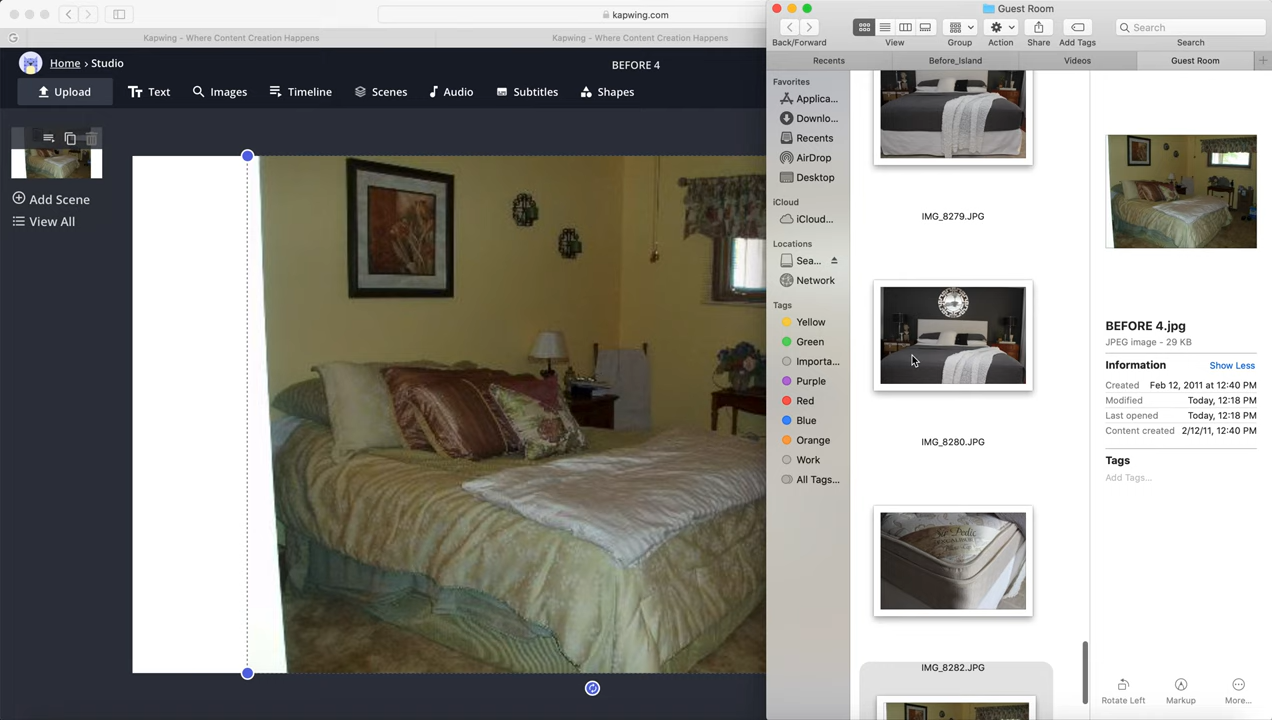 kapwing.com
Kapwing – Where Content Creation Happens
Kapwing – Where Content Creation Happens
Home › Studio
BEFORE 4
Upload
Text
Images
Timeline
Scenes
Audio
Subtitles
Shapes
Add Scene
View All
Guest Room
Back/Forward
View
Group
Action
Share
Add Tags
Search
Search
Recents
Before_Island
Videos
Guest Room
Favorites
Applica...
Downlo...
Recents
AirDrop
Desktop
iCloud
iCloud...
Locations
Sea...
Network
Tags
Yellow
Green
Importa...
Purple
Red
Blue
Orange
Work
All Tags...
IMG_8279.JPG
IMG_8280.JPG
IMG_8282.JPG
BEFORE 4.jpg
JPEG image - 29 KB
Information
Show Less
Created Feb 12, 2011 at 12:40 PM
Modified Today, 12:18 PM
Last opened Today, 12:18 PM
Content created 2/12/11, 12:40 PM
Tags
Add Tags...
Rotate Left
Markup
More...